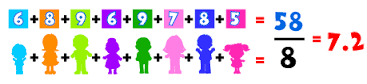 6+8+9+6+9+7+8+5 = 58
+ + + + + + + = 8 = 7.2